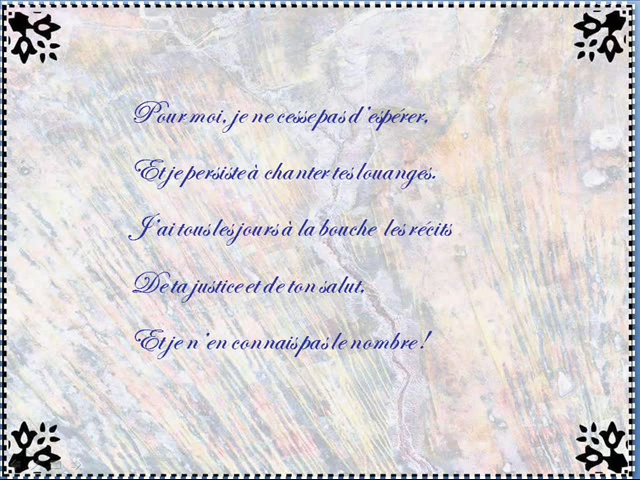 Pour moi, je ne cesse pas d'espérer,
Et je persiste à chanter tes louanges.
J'ai tous les jours à la bouche les récits
De ta justice et de ton salut,
Et je n'en connais pas le nombre !